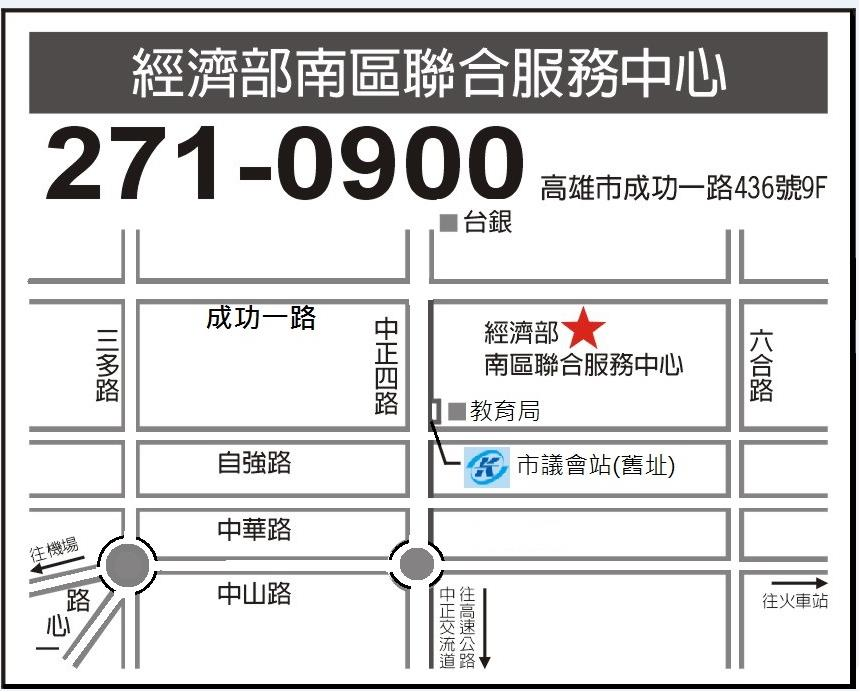 經濟部南區聯合服務中心
271-0900
高雄市成功一路436號9F
台銀
成功一路
三多路
中正四路
經濟部
南區聯合服務中心
六合路
教育局
自強路
K
市議會站(舊址)
中華路
往機場
中山路
一心路
往高速公路
中正交流道
往火車站